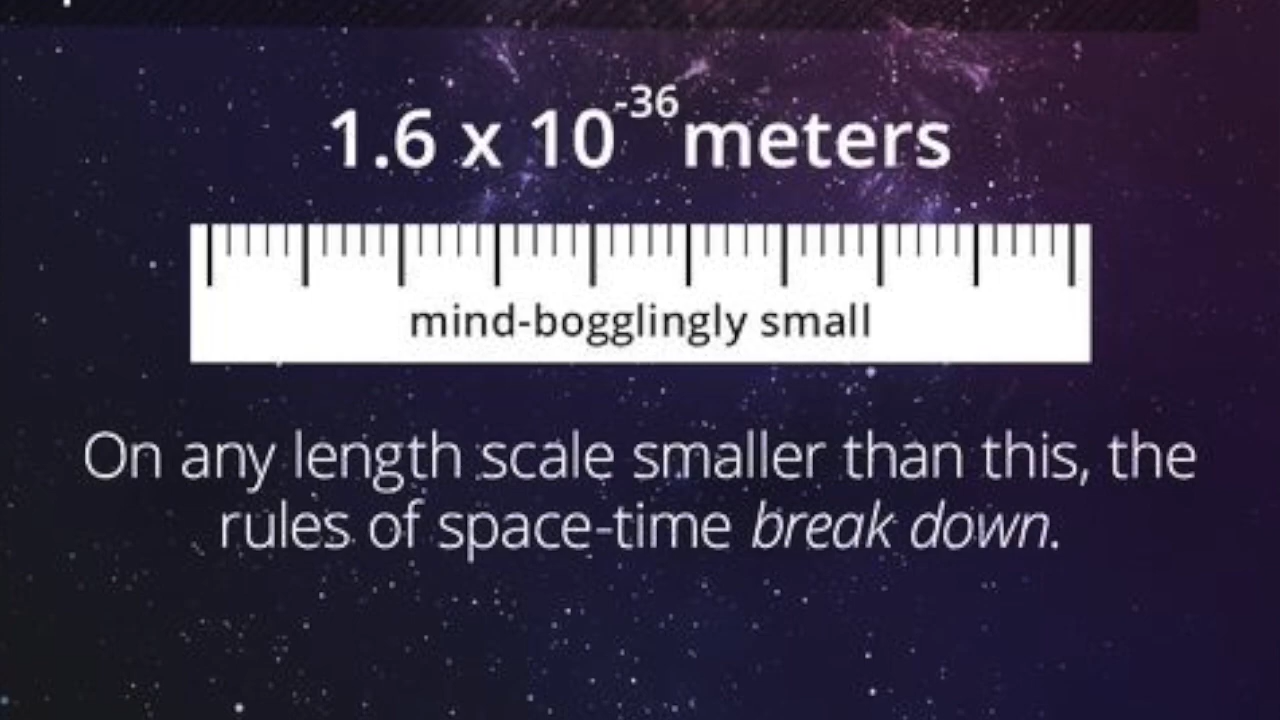 1.6 x 10⁻³⁶ meters
mind-bogglingly small
On any length scale smaller than this, the
rules of space-time break down.